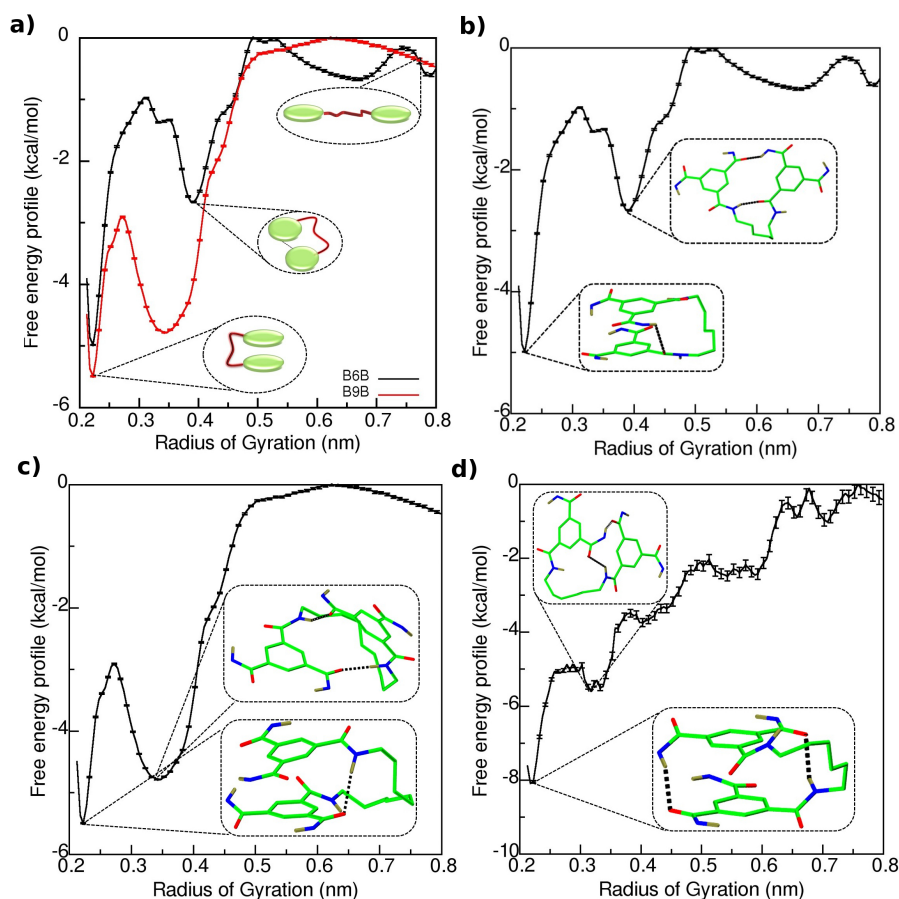 a)
0
-2
-4
-6
Free energy profile (kcal/mol)
B6B
B9B
0.2 0.3 0.4 0.5 0.6 0.7 0.8
Radius of Gyration (nm)
b)
0
-2
-4
-6
Free energy profile (kcal/mol)
0.2 0.3 0.4 0.5 0.6 0.7 0.8
Radius of Gyration (nm)
c)
0
-2
-4
-6
Free energy profile (kcal/mol)
0.2 0.3 0.4 0.5 0.6 0.7 0.8
Radius of Gyration (nm)
d)
0
-2
-4
-6
-8
-10
Free energy profile (kcal/mol)
0.2 0.3 0.4 0.5 0.6 0.7 0.8
Radius of Gyration (nm)